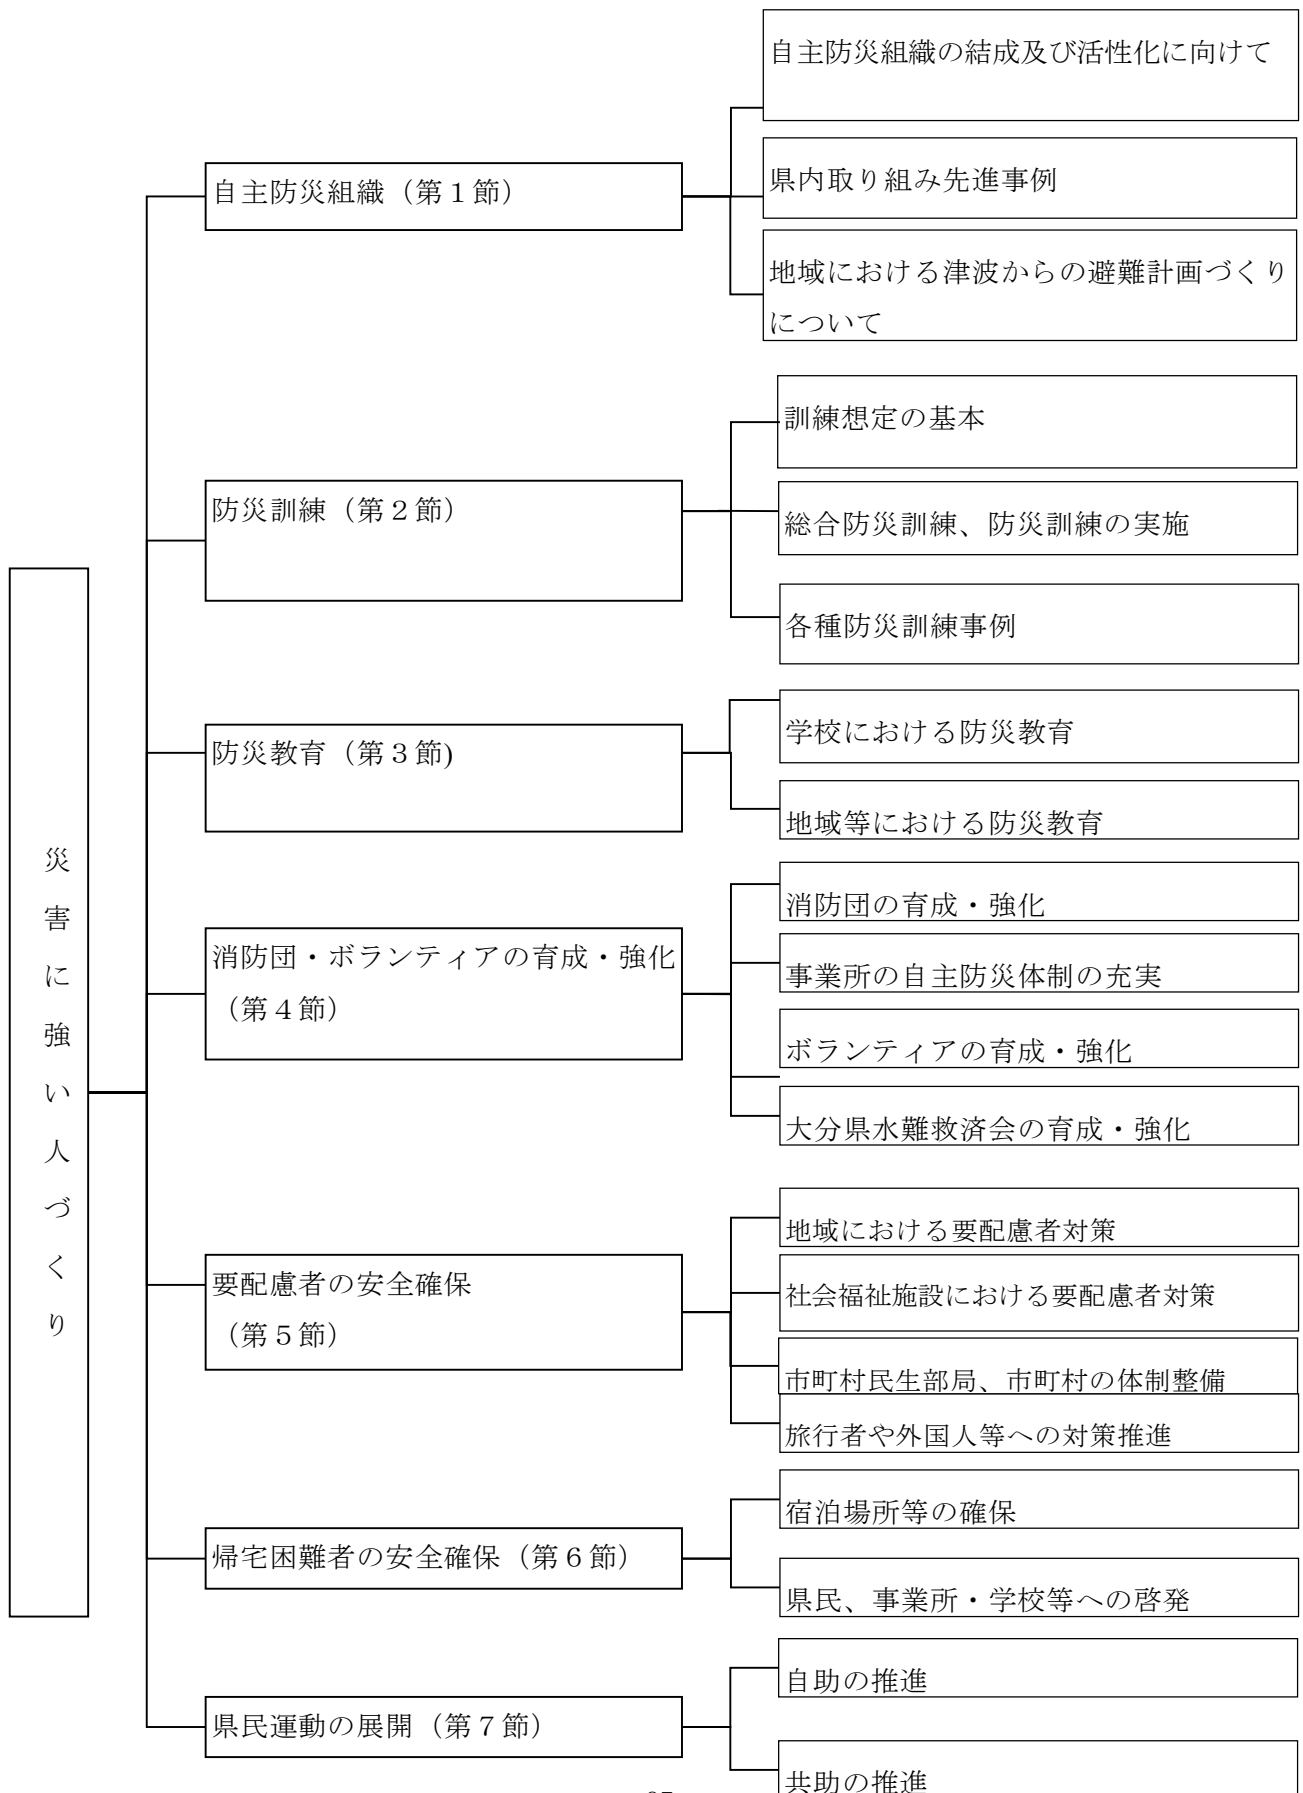 災害に強い人づくり
自主防災組織（第１節）
自主防災組織の結成及び活性化に向けて
県内取り組み先進事例
地域における津波からの避難計画づくり
について
防災訓練（第２節）
訓練想定の基本
総合防災訓練、防災訓練の実施
各種防災訓練事例
防災教育（第３節)
学校における防災教育
地域等における防災教育
消防団・ボランティアの育成・強化
（第４節）
消防団の育成・強化
事業所の自主防災体制の充実
ボランティアの育成・強化
大分県水難救済会の育成・強化
要配慮者の安全確保
（第５節）
地域における要配慮者対策
社会福祉施設における要配慮者対策
市町村民生部局、市町村の体制整備
旅行者や外国人等への対策推進
帰宅困難者の安全確保（第６節）
宿泊場所等の確保
県民、事業所・学校等への啓発
県民運動の展開（第７節）
自助の推進
共助の推進